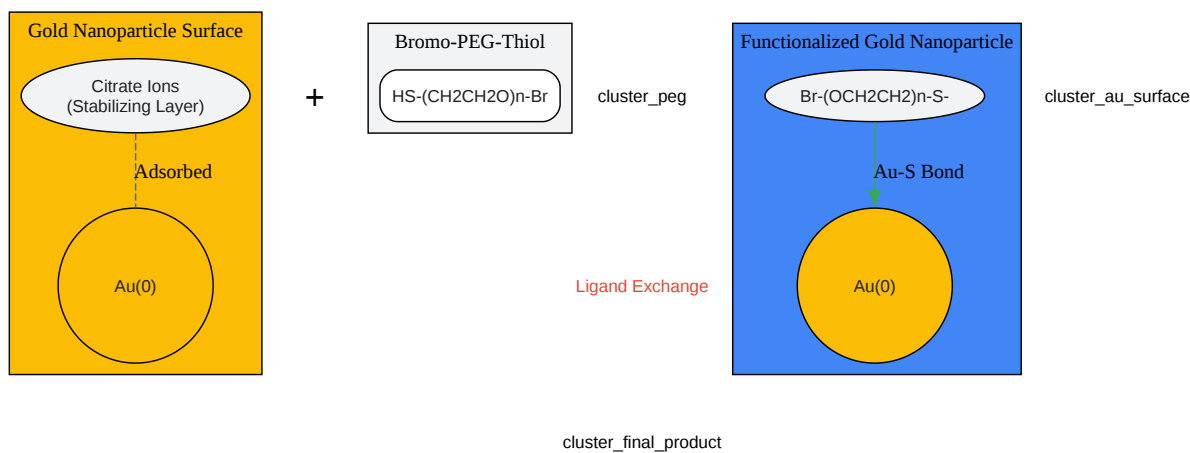 Gold Nanoparticle Surface
Citrate Ions
(Stabilizing Layer)
Adsorbed
Au(0)
+
Bromo-PEG-Thiol
HS-(CH2CH2O)n-Br
cluster_peg
Ligand Exchange
Functionalized Gold Nanoparticle
Br-(OCH2CH2)n-S-
Au-S Bond
Au(0)
cluster_au_surface
cluster_final_product